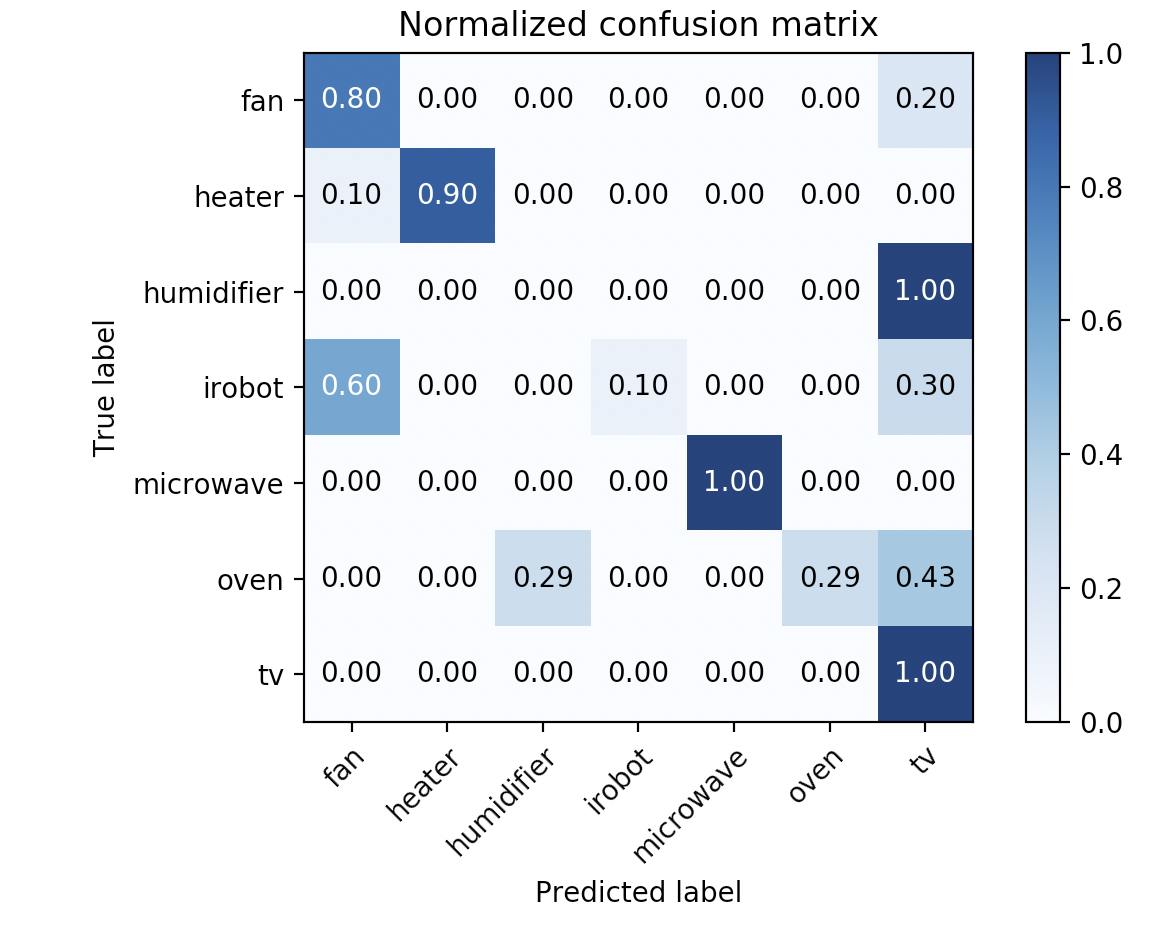 Normalized confusion matrix
fan 0.80 0.00 0.00 0.00 0.00 0.00 0.20
heater 0.10 0.90 0.00 0.00 0.00 0.00 0.00
humidifier 0.00 0.00 0.00 0.00 0.00 0.00 1.00
irobot 0.60 0.00 0.00 0.10 0.00 0.00 0.30
microwave 0.00 0.00 0.00 0.00 1.00 0.00 0.00
oven 0.00 0.00 0.29 0.00 0.00 0.29 0.43
tv 0.00 0.00 0.00 0.00 0.00 0.00 1.00
True label
fan heater humidifier irobot microwave oven tv
Predicted label
1.0
0.8
0.6
0.4
0.2
0.0